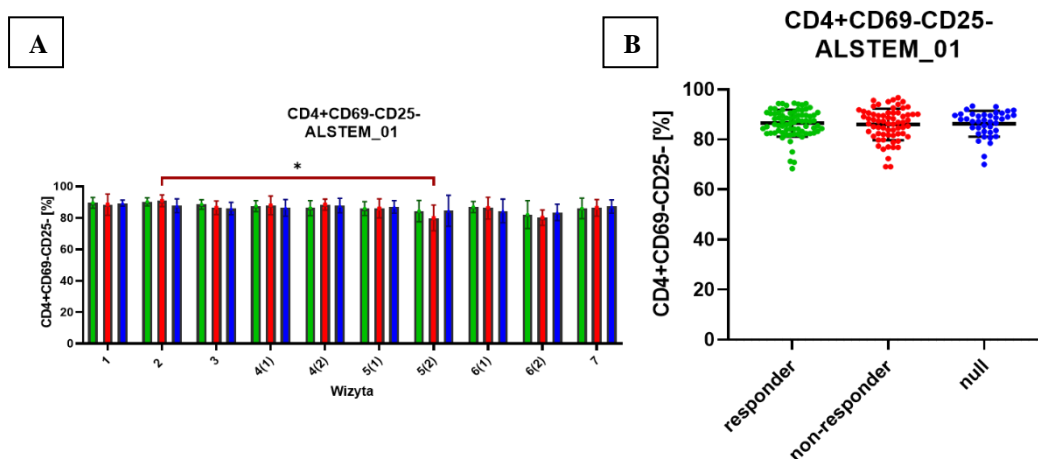 A
CD4+CD69-CD25-
ALSTEM_01
*
CD4+CD69-CD25- [%]
100
80
60
40
20
0
1
2
3
4(1)
4(2)
5(1)
5(2)
6(1)
6(2)
7
Wizyta
B
CD4+CD69-CD25-
ALSTEM_01
CD4+CD69-CD25- [%]
100
80
60
40
20
0
responder
non-responder
null